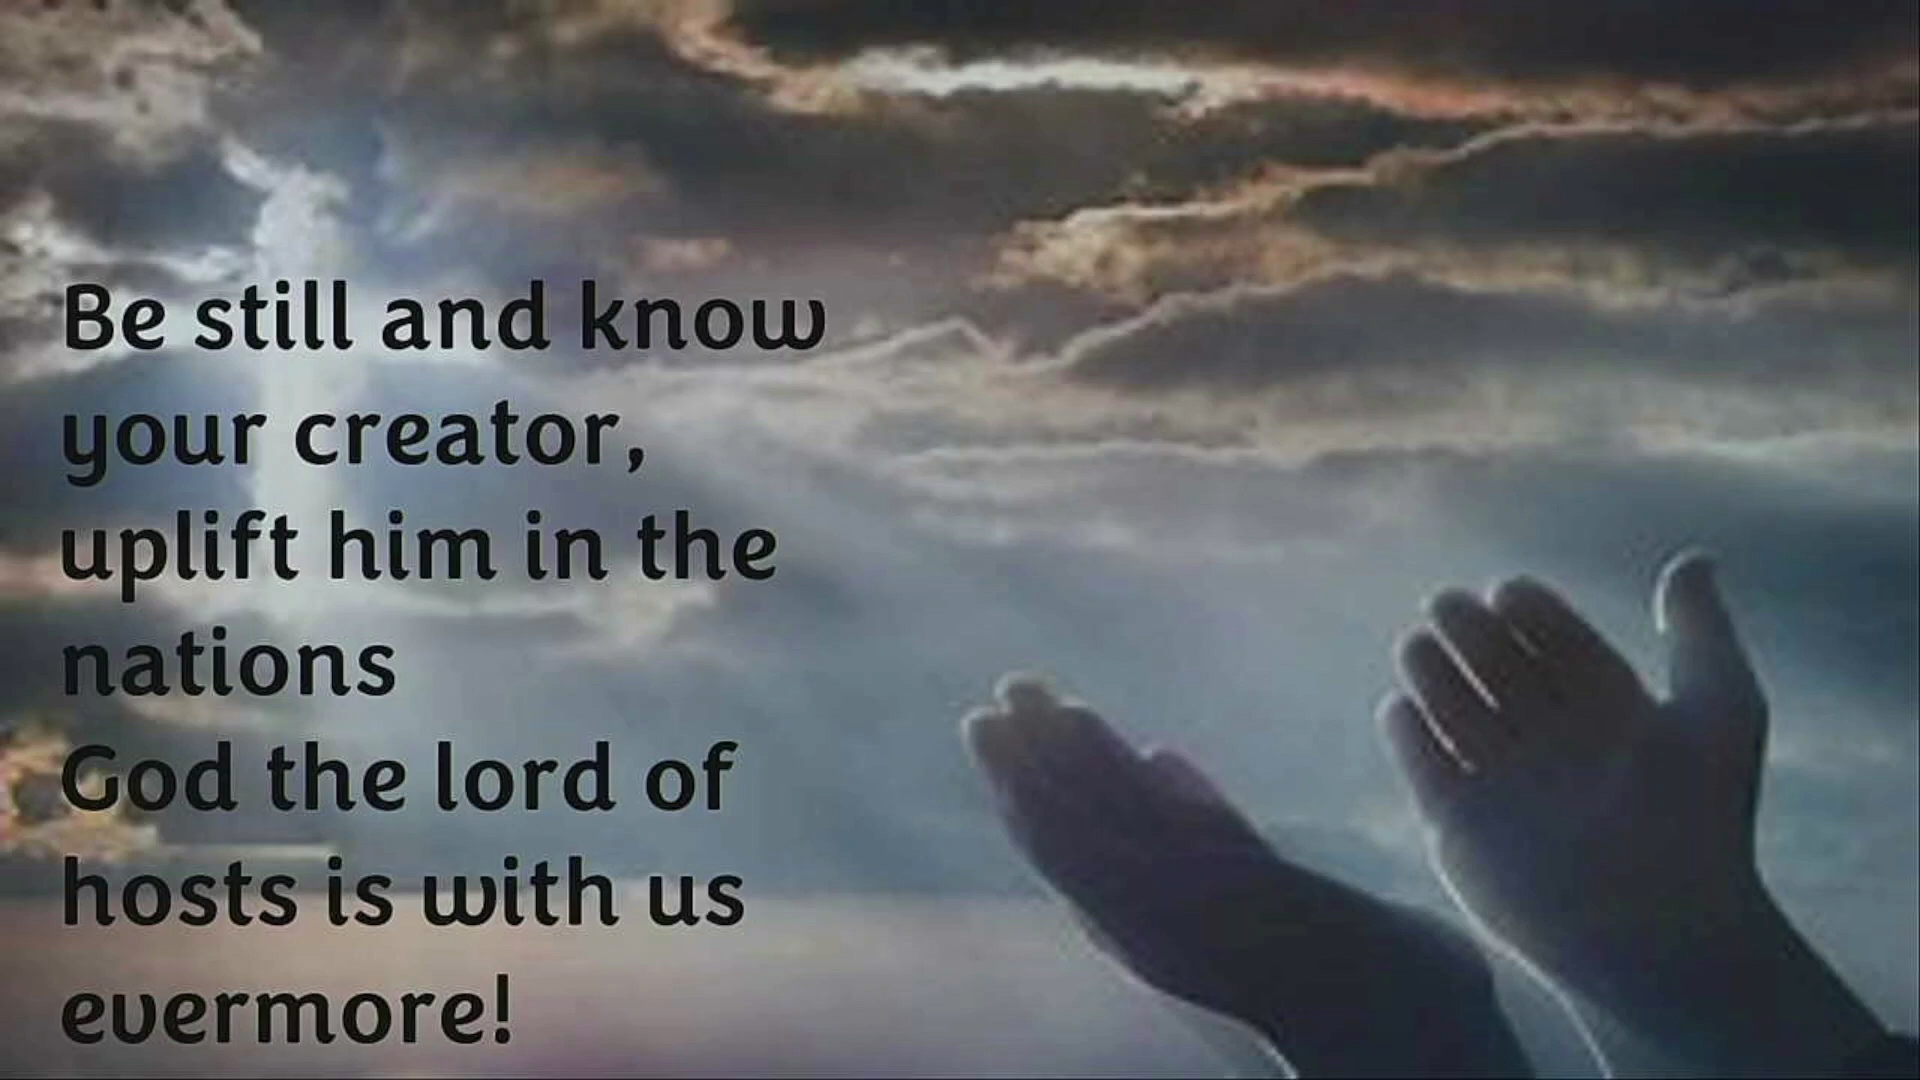 Be still and know
your creator,
uplift him in the
nations
God the lord of
hosts is with us
evermore!